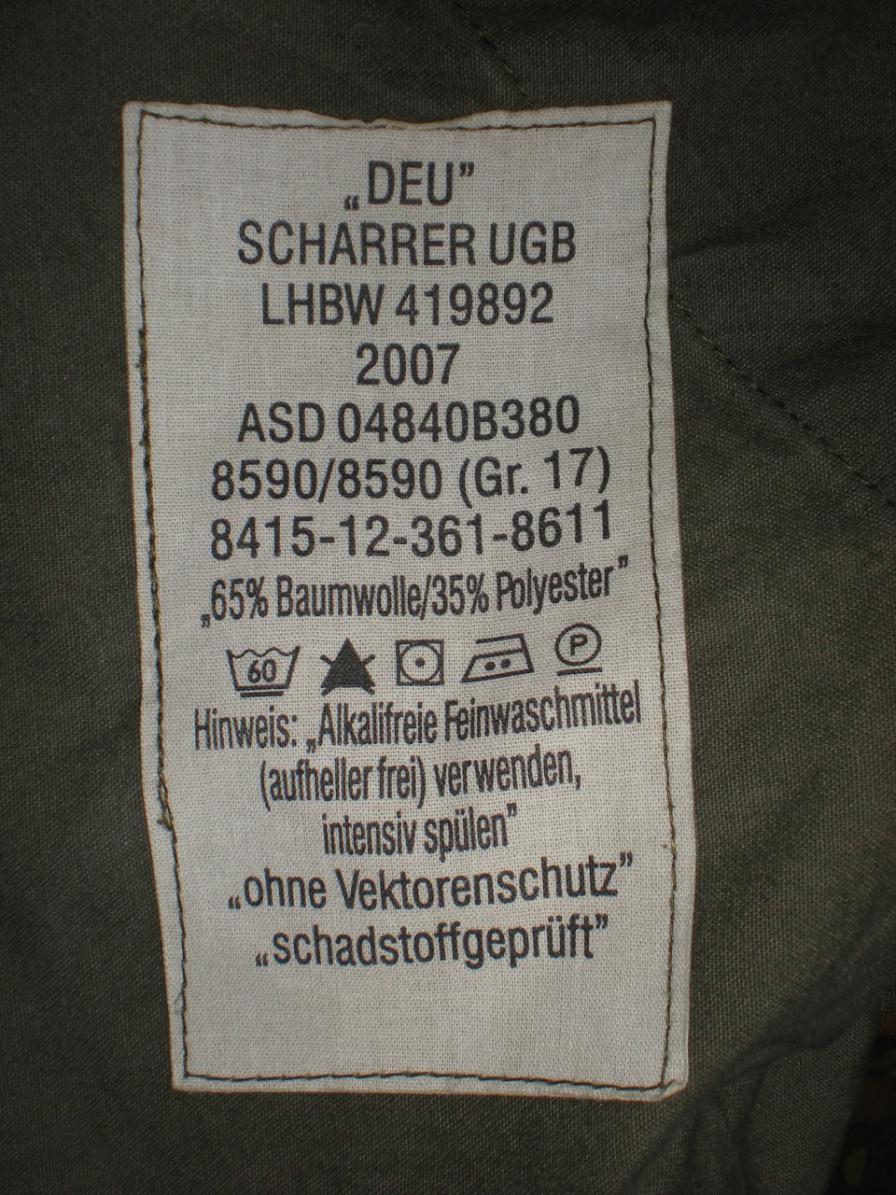 „DEU”
SCHARRER UGB
LHBW 419892
2007
ASD 04840B380
8590/8590 (Gr. 17)
8415-12-361-8611
„65% Baumwolle/35% Polyester”
60 P
Hinweis: „Alkalifreie Feinwaschmittel
(aufheller frei) verwenden,
intensiv spülen”
„ohne Vektorenschutz”
„schadstoffgeprüft”